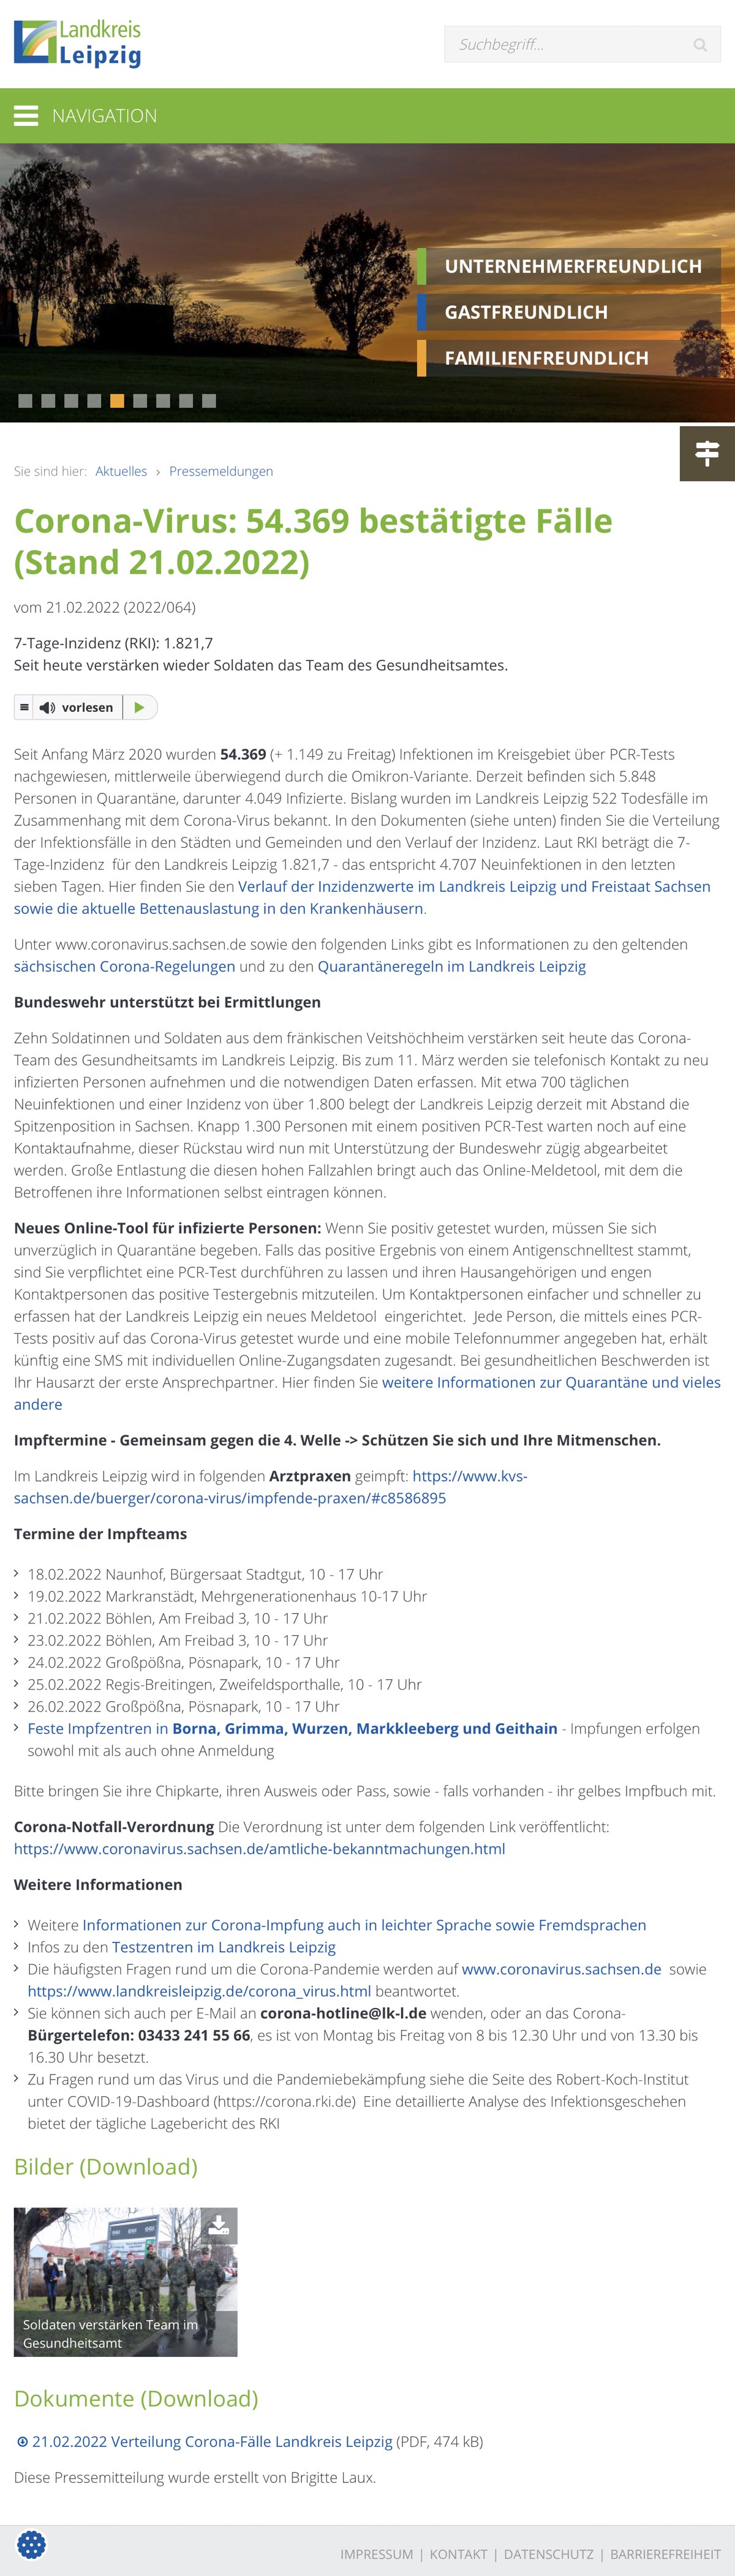 Landkreis
Leipzig
Suchbegriff...
NAVIGATION
UNTERNEHMERFREUNDLICH
GASTFREUNDLICH
FAMILIENFREUNDLICH
Sie sind hier: Aktuelles › Pressemeldungen
Corona-Virus: 54.369 bestätigte Fälle
(Stand 21.02.2022)
vom 21.02.2022 (2022/064)
7-Tage-Inzidenz (RKI): 1.821,7
Seit heute verstärken wieder Soldaten das Team des Gesundheitsamtes.
vorlesen
Seit Anfang März 2020 wurden 54.369 (+ 1.149 zu Freitag) Infektionen im Kreisgebiet über PCR-Tests
nachgewiesen, mittlerweile überwiegend durch die Omikron-Variante. Derzeit befinden sich 5.848
Personen in Quarantäne, darunter 4.049 Infizierte. Bislang wurden im Landkreis Leipzig 522 Todesfälle im
Zusammenhang mit dem Corona-Virus bekannt. In den Dokumenten (siehe unten) finden Sie die Verteilung
der Infektionsfälle in den Städten und Gemeinden und den Verlauf der Inzidenz. Laut RKI beträgt die 7-
Tage-Inzidenz für den Landkreis Leipzig 1.821,7 - das entspricht 4.707 Neuinfektionen in den letzten
sieben Tagen. Hier finden Sie den Verlauf der Inzidenzwerte im Landkreis Leipzig und Freistaat Sachsen
sowie die aktuelle Bettenauslastung in den Krankenhäusern.
Unter www.coronavirus.sachsen.de sowie den folgenden Links gibt es Informationen zu den geltenden
sächsischen Corona-Regelungen und zu den Quarantäneregeln im Landkreis Leipzig
Bundeswehr unterstützt bei Ermittlungen
Zehn Soldatinnen und Soldaten aus dem fränkischen Veitshöchheim verstärken seit heute das Corona-
Team des Gesundheitsamts im Landkreis Leipzig. Bis zum 11. März werden sie telefonisch Kontakt zu neu
infizierten Personen aufnehmen und die notwendigen Daten erfassen. Mit etwa 700 täglichen
Neuinfektionen und einer Inzidenz von über 1.800 belegt der Landkreis Leipzig derzeit mit Abstand die
Spitzenposition in Sachsen. Knapp 1.300 Personen mit einem positiven PCR-Test warten noch auf eine
Kontaktaufnahme, dieser Rückstau wird nun mit Unterstützung der Bundeswehr zügig abgearbeitet
werden. Große Entlastung die diesen hohen Fallzahlen bringt auch das Online-Meldetool, mit dem die
Betroffenen ihre Informationen selbst eintragen können.
Neues Online-Tool für infizierte Personen: Wenn Sie positiv getestet wurden, müssen Sie sich
unverzüglich in Quarantäne begeben. Falls das positive Ergebnis von einem Antigenschnelltest stammt,
sind Sie verpflichtet eine PCR-Test durchführen zu lassen und ihren Hausangehörigen und engen
Kontaktpersonen das positive Testergebnis mitzuteilen. Um Kontaktpersonen einfacher und schneller zu
erfassen hat der Landkreis Leipzig ein neues Meldetool eingerichtet. Jede Person, die mittels eines PCR-
Tests positiv auf das Corona-Virus getestet wurde und eine mobile Telefonnummer angegeben hat, erhält
künftig eine SMS mit individuellen Online-Zugangsdaten zugesandt. Bei gesundheitlichen Beschwerden ist
Ihr Hausarzt der erste Ansprechpartner. Hier finden Sie weitere Informationen zur Quarantäne und vieles
andere
Impftermine - Gemeinsam gegen die 4. Welle -> Schützen Sie sich und Ihre Mitmenschen.
Im Landkreis Leipzig wird in folgenden Arztpraxen geimpft: https://www.kvs-
sachsen.de/buerger/corona-virus/impfende-praxen/#c8586895
Termine der Impfteams
18.02.2022 Naunhof, Bürgersaat Stadtgut, 10 - 17 Uhr
19.02.2022 Markranstädt, Mehrgenerationenhaus 10-17 Uhr
21.02.2022 Böhlen, Am Freibad 3, 10 - 17 Uhr
23.02.2022 Böhlen, Am Freibad 3, 10 - 17 Uhr
24.02.2022 Großpößna, Pösnapark, 10 - 17 Uhr
25.02.2022 Regis-Breitingen, Zweifeldsporthalle, 10 - 17 Uhr
26.02.2022 Großpößna, Pösnapark, 10 - 17 Uhr
Feste Impfzentren in Borna, Grimma, Wurzen, Markkleeberg und Geithain - Impfungen erfolgen
sowohl mit als auch ohne Anmeldung
Bitte bringen Sie ihre Chipkarte, ihren Ausweis oder Pass, sowie - falls vorhanden - ihr gelbes Impfbuch mit.
Corona-Notfall-Verordnung Die Verordnung ist unter dem folgenden Link veröffentlicht:
https://www.coronavirus.sachsen.de/amtliche-bekanntmachungen.html
Weitere Informationen
Weitere Informationen zur Corona-Impfung auch in leichter Sprache sowie Fremdsprachen
Infos zu den Testzentren im Landkreis Leipzig
Die häufigsten Fragen rund um die Corona-Pandemie werden auf www.coronavirus.sachsen.de sowie
https://www.landkreisleipzig.de/corona_virus.html beantwortet.
Sie können sich auch per E-Mail an corona-hotline@lk-l.de wenden, oder an das Corona-
Bürgertelefon: 03433 241 55 66, es ist von Montag bis Freitag von 8 bis 12.30 Uhr und von 13.30 bis
16.30 Uhr besetzt.
Zu Fragen rund um das Virus und die Pandemiebekämpfung siehe die Seite des Robert-Koch-Institut
unter COVID-19-Dashboard (https://corona.rki.de) Eine detaillierte Analyse des Infektionsgeschehen
bietet der tägliche Lagebericht des RKI
Bilder (Download)
Soldaten verstärken Team im
Gesundheitsamt
Dokumente (Download)
21.02.2022 Verteilung Corona-Fälle Landkreis Leipzig (PDF, 474 kB)
Diese Pressemitteilung wurde erstellt von Brigitte Laux.
IMPRESSUM | KONTAKT | DATENSCHUTZ | BARRIEREFREIHEIT